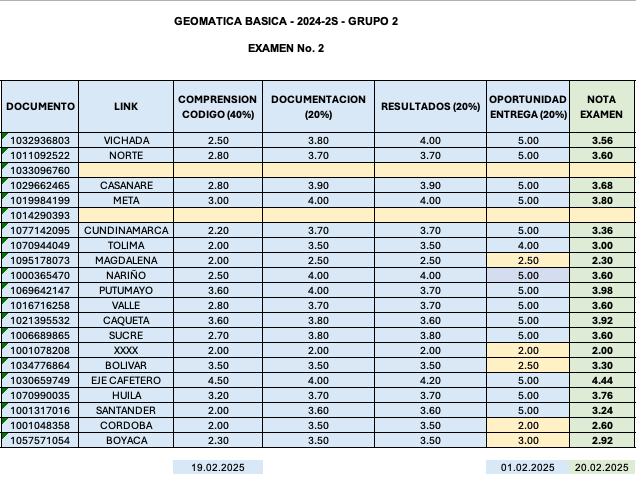 GEOMATICA BASICA - 2024-2S - GRUPO 2
EXAMEN No. 2
DOCUMENTO LINK COMPRENSION CODIGO (40%) DOCUMENTACION (20%) RESULTADOS (20%) OPORTUNIDAD ENTREGA (20%) NOTA EXAMEN
1032936803 VICHADA 2.50 3.80 4.00 5.00 3.56
1011092522 NORTE 2.80 3.70 3.70 5.00 3.60
1033096760
1029662465 CASANARE 2.80 3.90 3.90 5.00 3.68
1019984199 META 3.00 4.00 4.00 5.00 3.80
1014290393
1077142095 CUNDINAMARCA 2.20 3.70 3.70 5.00 3.36
1070944049 TOLIMA 2.00 3.50 3.50 4.00 3.00
1095178073 MAGDALENA 2.00 2.50 2.50 2.50 2.30
1000365470 NARIÑO 2.50 4.00 4.00 5.00 3.60
1069642147 PUTUMAYO 3.60 4.00 3.70 5.00 3.98
1016716258 VALLE 2.80 3.70 3.70 5.00 3.60
1021395532 CAQUETA 3.60 3.80 3.60 5.00 3.92
1006689865 SUCRE 2.70 3.80 3.80 5.00 3.60
1001078208 XXXX 2.00 2.00 2.00 2.00 2.00
1034776864 BOLIVAR 3.50 3.50 3.50 2.50 3.30
1030659749 EJE CAFETERO 4.50 4.00 4.20 5.00 4.44
1070990035 HUILA 3.20 3.70 3.70 5.00 3.76
1001317016 SANTANDER 2.00 3.60 3.60 5.00 3.24
1001048358 CORDOBA 2.00 3.50 3.50 2.00 2.60
1057571054 BOYACA 2.30 3.50 3.50 3.00 2.92
19.02.2025 01.02.2025 20.02.2025